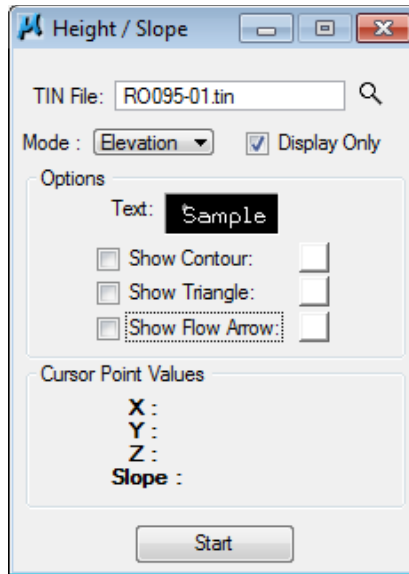 Height / Slope
TIN File: RO095-01.tin
Mode : Elevation Display Only
Options
Text: Sample
Show Contour:
Show Triangle:
Show Flow Arrow:
Cursor Point Values
X :
Y :
Z :
Slope :
Start